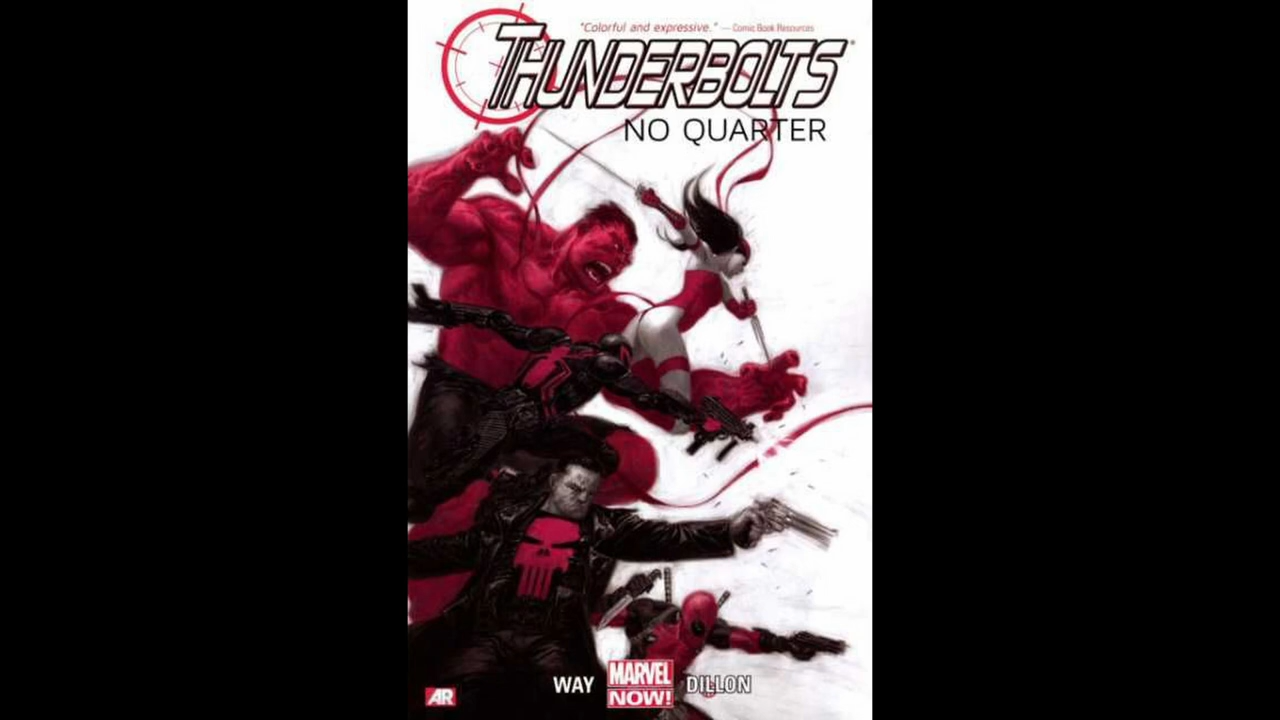 "Colorful and expressive." — Comic Book Resources
THUNDERBOLTS
NO QUARTER
WAY
MARVEL
NOW!
DILLON
AR